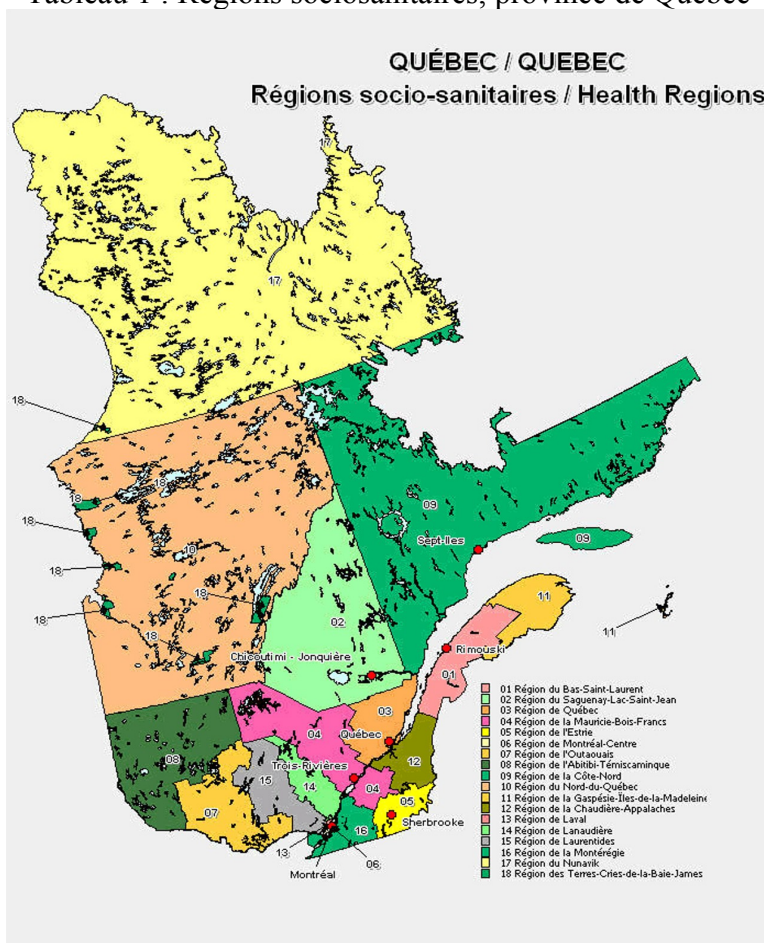 Tableau 1 : Régions sociosanitaires, province de Québec
QUÉBEC / QUEBEC
Régions socio-sanitaires / Health Regions
17
17
18
18
18
09
18
10
Sept-Iles
09
18
18
18
11
02
18
11
Chicoutimi - Jonquière
Rimouski
01
03
04
Québec
08
12
Trois-Rivières
15
14
04
05
07
16
Sherbrooke
13
06
Montréal
01 Région du Bas-Saint-Laurent
02 Région du Saguenay-Lac-Saint-Jean
03 Région de Québec
04 Région de la Mauricie-Bois-Francs
05 Région de l'Estrie
06 Région de Montréal-Centre
07 Région de l'Outaouais
08 Région de l'Abitibi-Témiscamingue
09 Région de la Côte-Nord
10 Région du Nord-du-Québec
11 Région de la Gaspésie-Îles-de-la-Madeleine
12 Région de la Chaudière-Appalaches
13 Région de Laval
14 Région de Lanaudière
15 Région de Laurentides
16 Région de la Montérégie
17 Région du Nunavik
18 Région des Terres-Cries-de-la-Baie-James